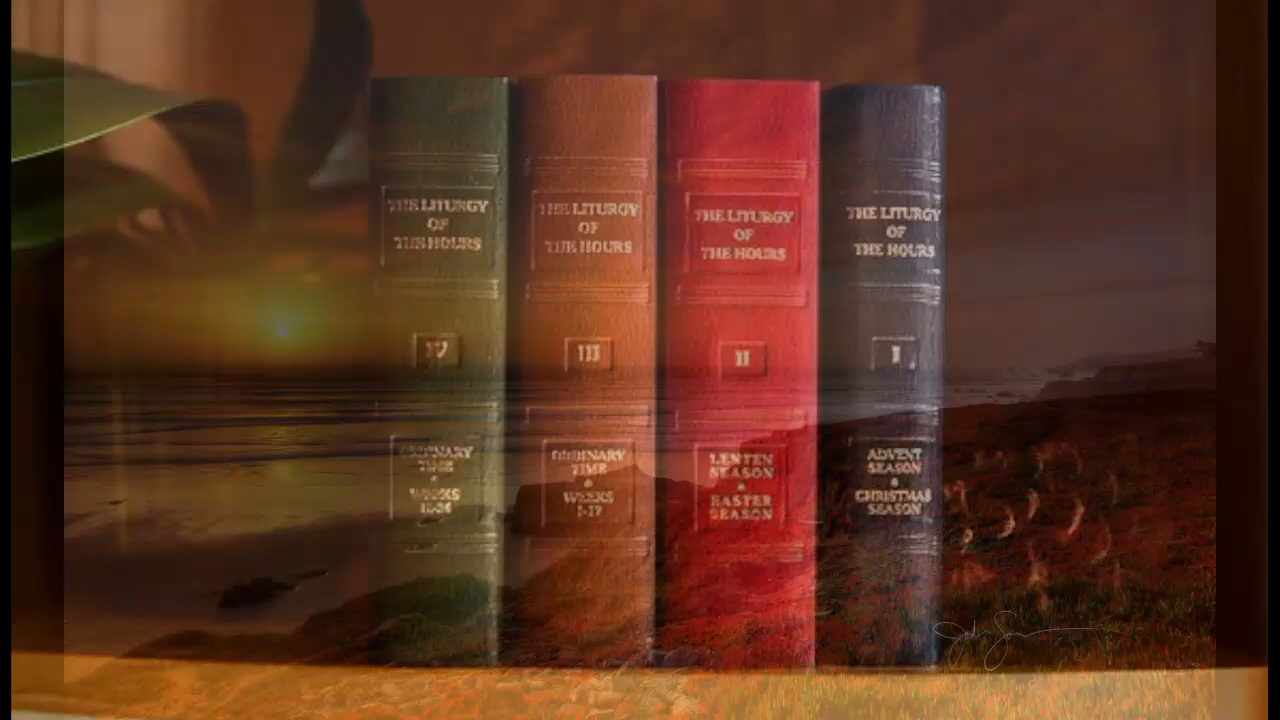 THE LITURGY
OF
THE HOURS
IV
ORDINARY
TIME
WEEKS
18-34
THE LITURGY
OF
THE HOURS
III
ORDINARY
TIME
WEEKS
1-17
THE LITURGY
OF
THE HOURS
II
LENTEN
SEASON
EASTER
SEASON
THE LITURGY
OF
THE HOURS
I
ADVENT
SEASON
CHRISTMAS
SEASON